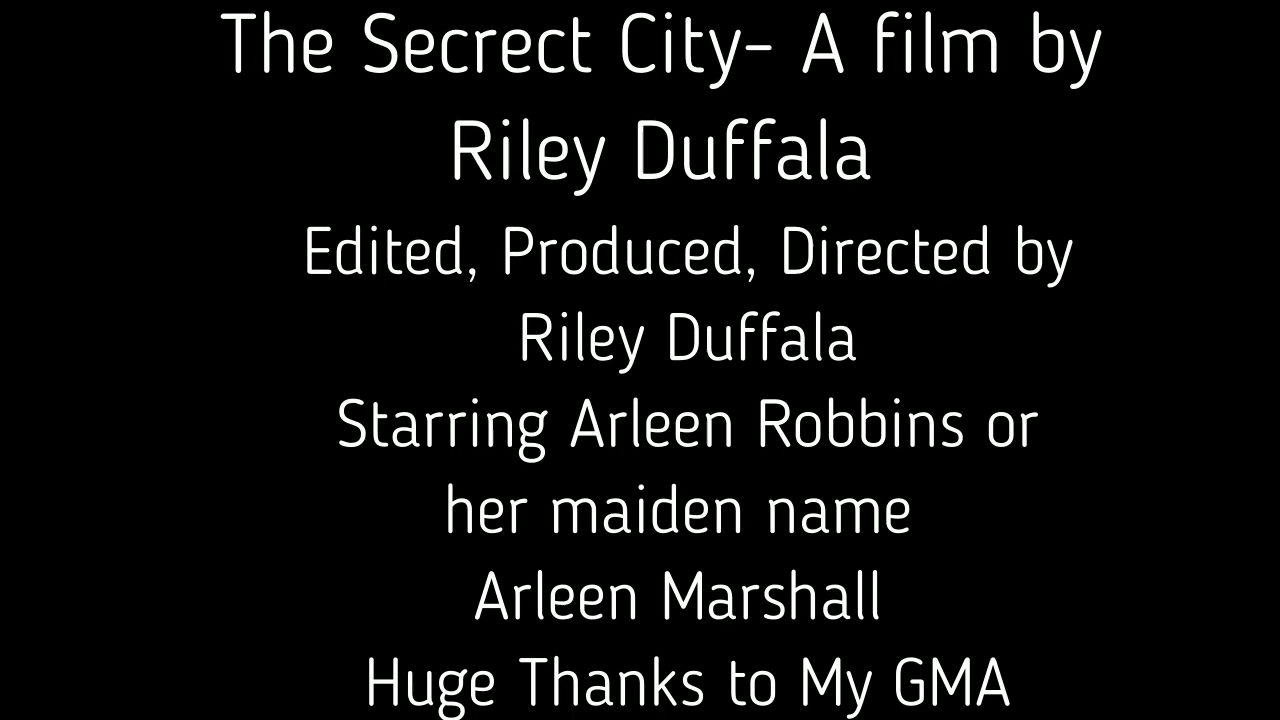 The Secrect City- A film by
Riley Duffala
Edited, Produced, Directed by
Riley Duffala
Starring Arleen Robbins or
her maiden name
Arleen Marshall
Huge Thanks to My GMA